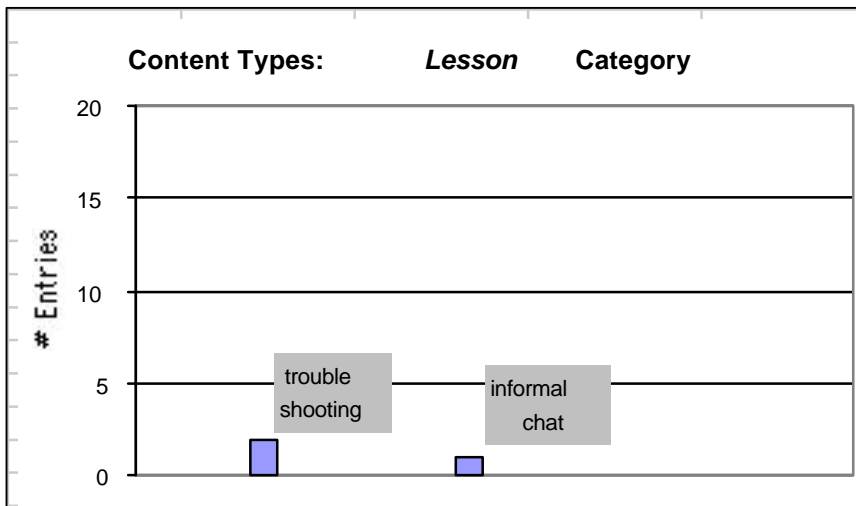 Content Types: Lesson Category
20
15
10
5
0
# Entries
trouble
shooting
informal
chat